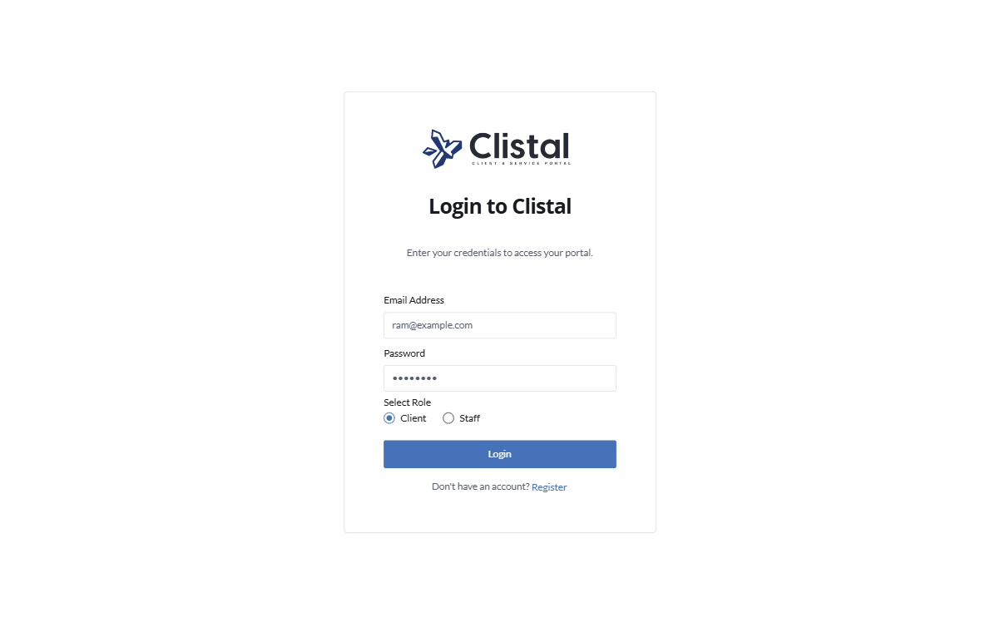 Clistal
CLIENT & SERVICE PORTAL
Login to Clistal
Enter your credentials to access your portal.
Email Address
ram@example.com
Password
••••••••
Select Role
Client Staff
Login
Don't have an account? Register